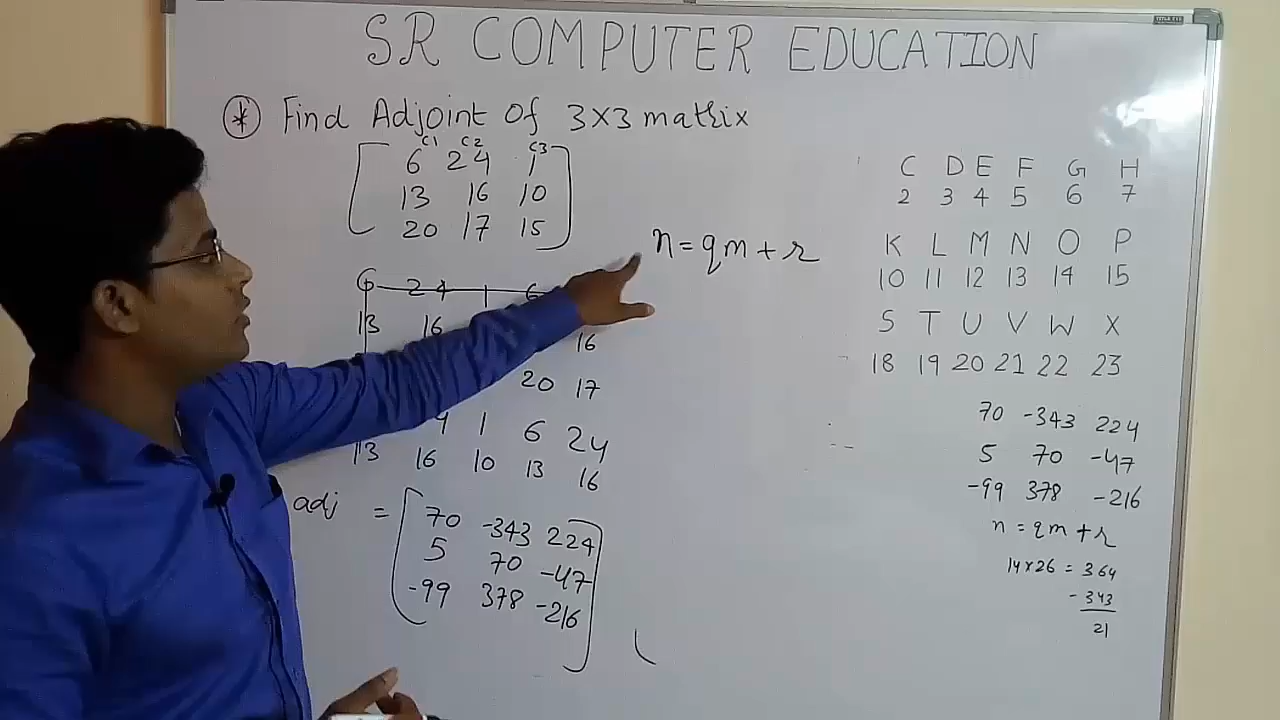 SR COMPUTER EDUCATION
* Find Adjoint Of 3x3 matrix
C1 C2 C3
6 24 1
13 16 10
20 17 15
n = qm + r
6 24 1 6
13 16 16
20 17
4 1 6 24
13 16 10 13 16
adj = 70 -343 224
5 70 -47
-99 378 -216
C D E F G H
2 3 4 5 6 7
K L M N O P
10 11 12 13 14 15
S T U V W X
18 19 20 21 22 23
70 -343 224
5 70 -47
-99 378 -216
n = qm + r
14x26 = 364
- 343
21